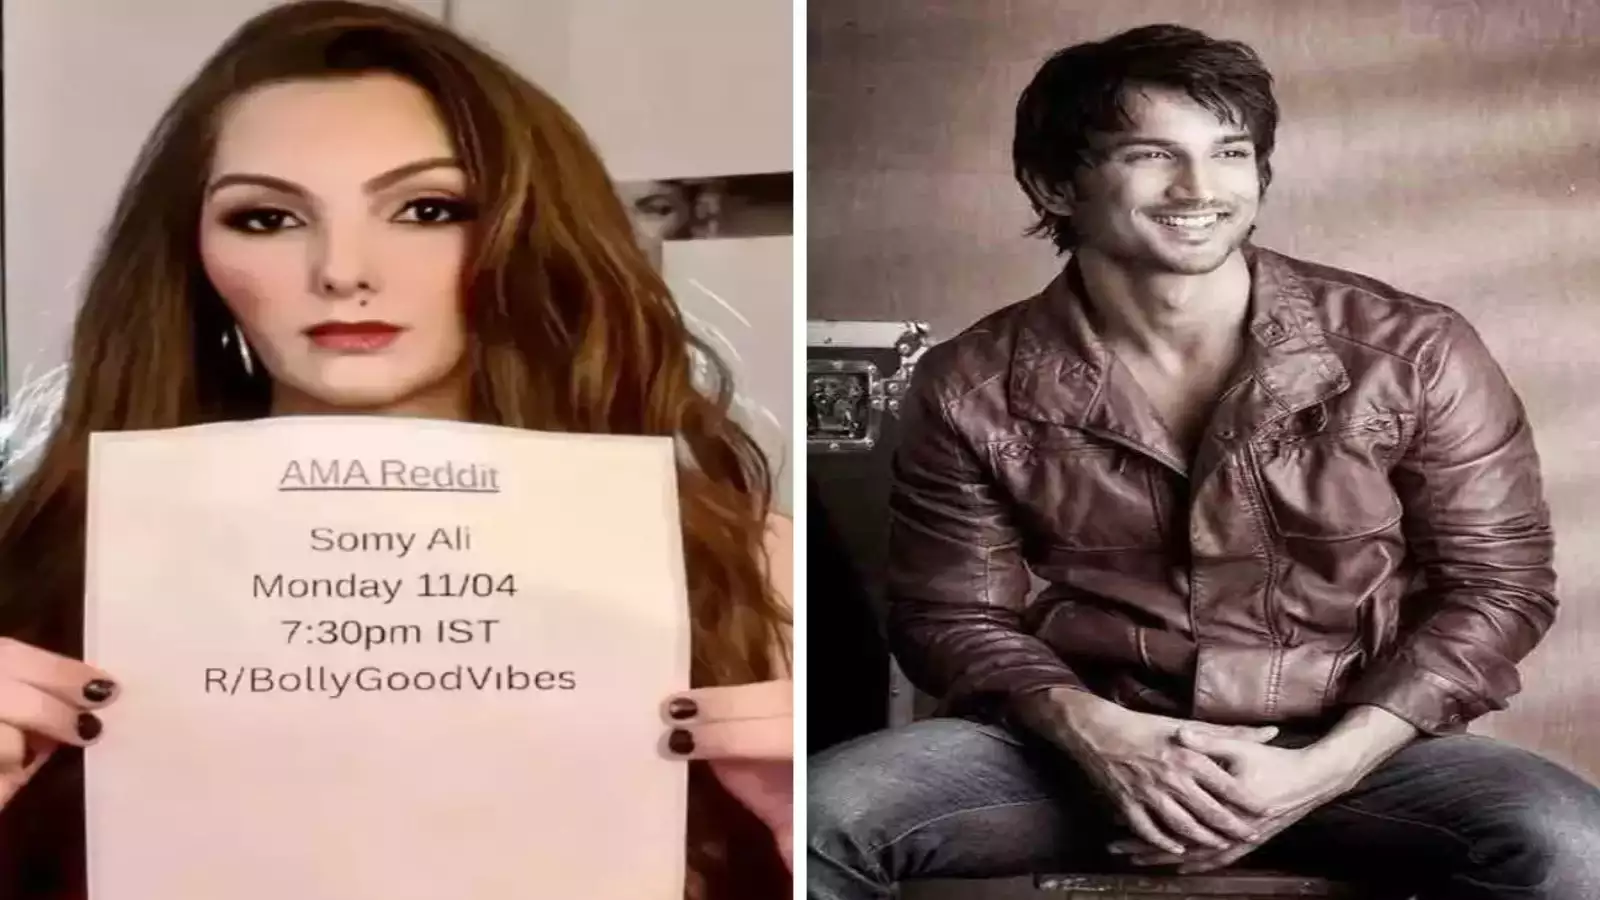 AMA Reddit
Somy Ali
Monday 11/04
7:30pm IST
R/BollyGoodVibes